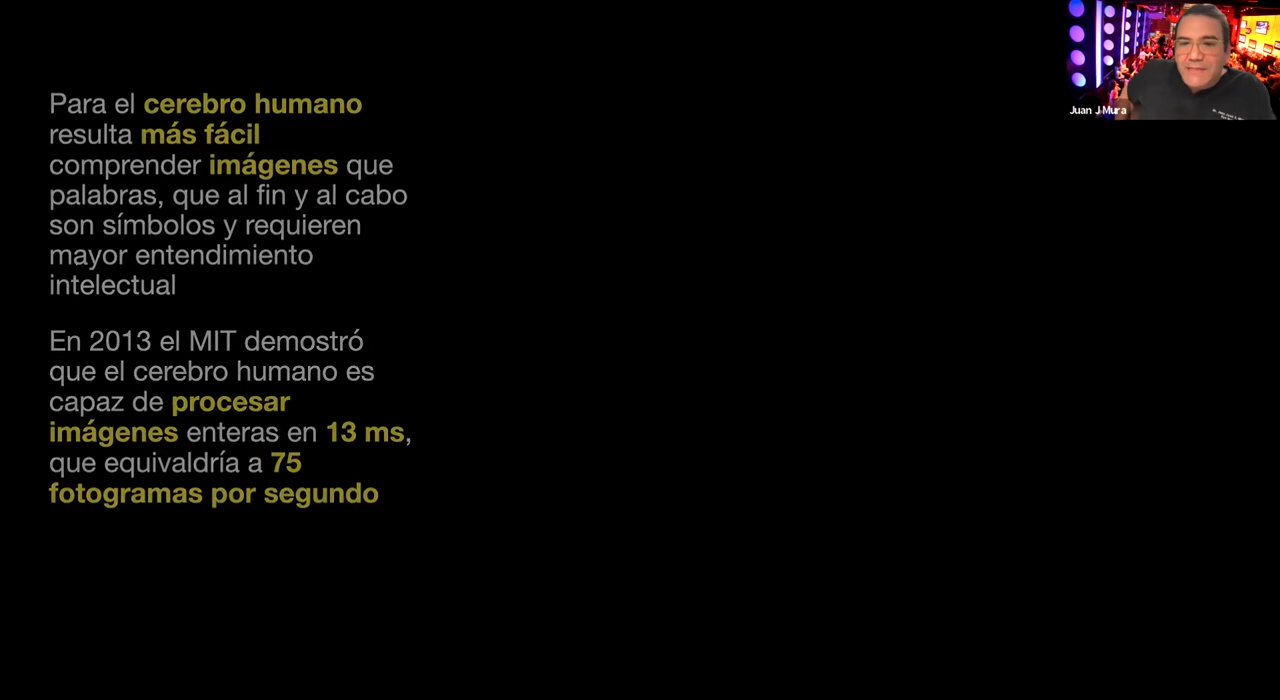 Para el cerebro humano
resulta más fácil
comprender imágenes que
palabras, que al fin y al cabo
son símbolos y requieren
mayor entendimiento
intelectual
En 2013 el MIT demostró
que el cerebro humano es
capaz de procesar
imágenes enteras en 13 ms,
que equivaldría a 75
fotogramas por segundo
Juan J Mura